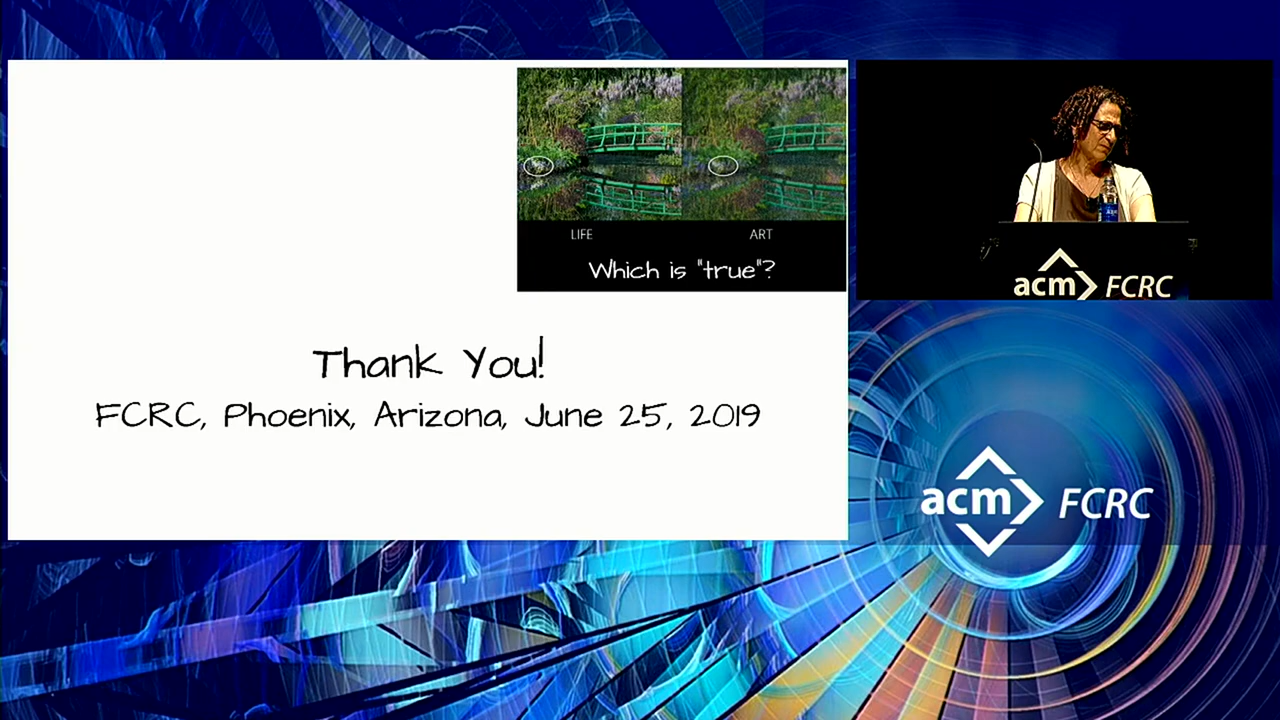 LIFE ART
Which is "true"?
Thank You!
FCRC, Phoenix, Arizona, June 25, 2019
acm FCRC
acm FCRC